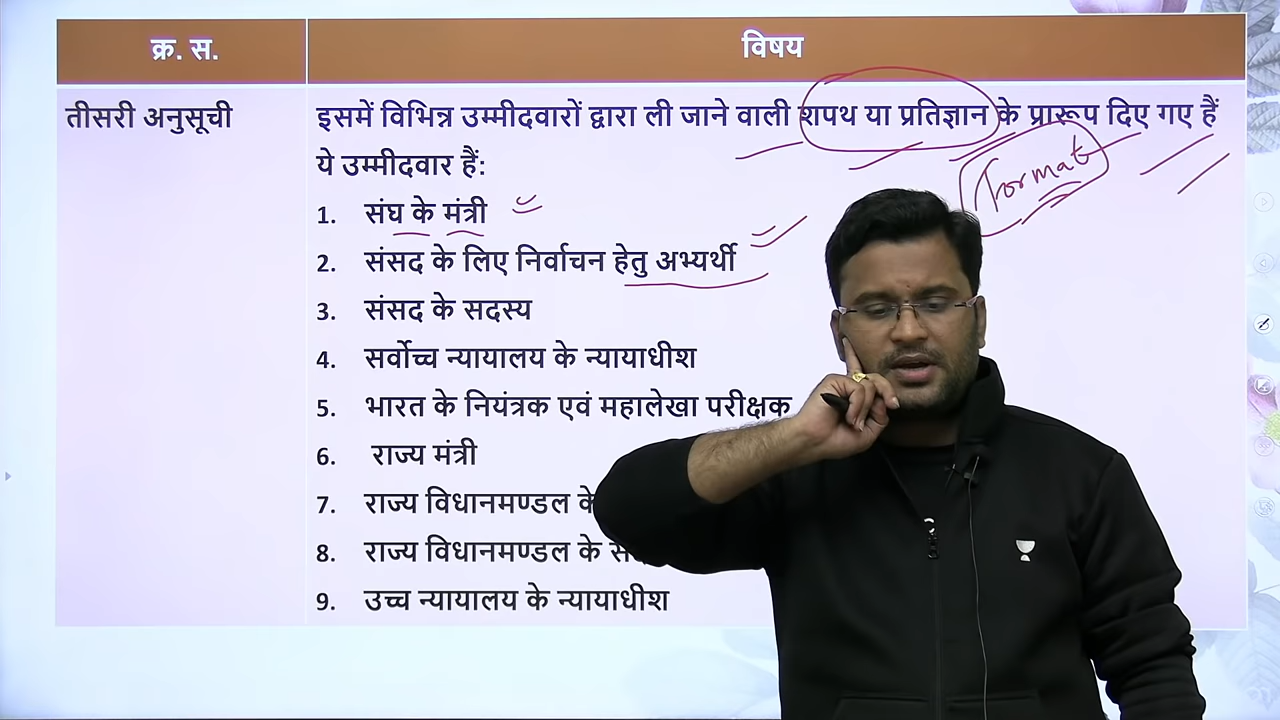 क्र. स.
विषय
तीसरी अनुसूची
इसमें विभिन्न उम्मीदवारों द्वारा ली जाने वाली शपथ या प्रतिज्ञान के प्रारूप दिए गए हैं
Format
ये उम्मीदवार हैं:
1. संघ के मंत्री
2. संसद के लिए निर्वाचन हेतु अभ्यर्थी
3. संसद के सदस्य
4. सर्वोच्च न्यायालय के न्यायाधीश
5. भारत के नियंत्रक एवं महालेखा परीक्षक
6. राज्य मंत्री
7. राज्य विधानमण्डल के
8. राज्य विधानमण्डल के
9. उच्च न्यायालय के न्यायाधीश